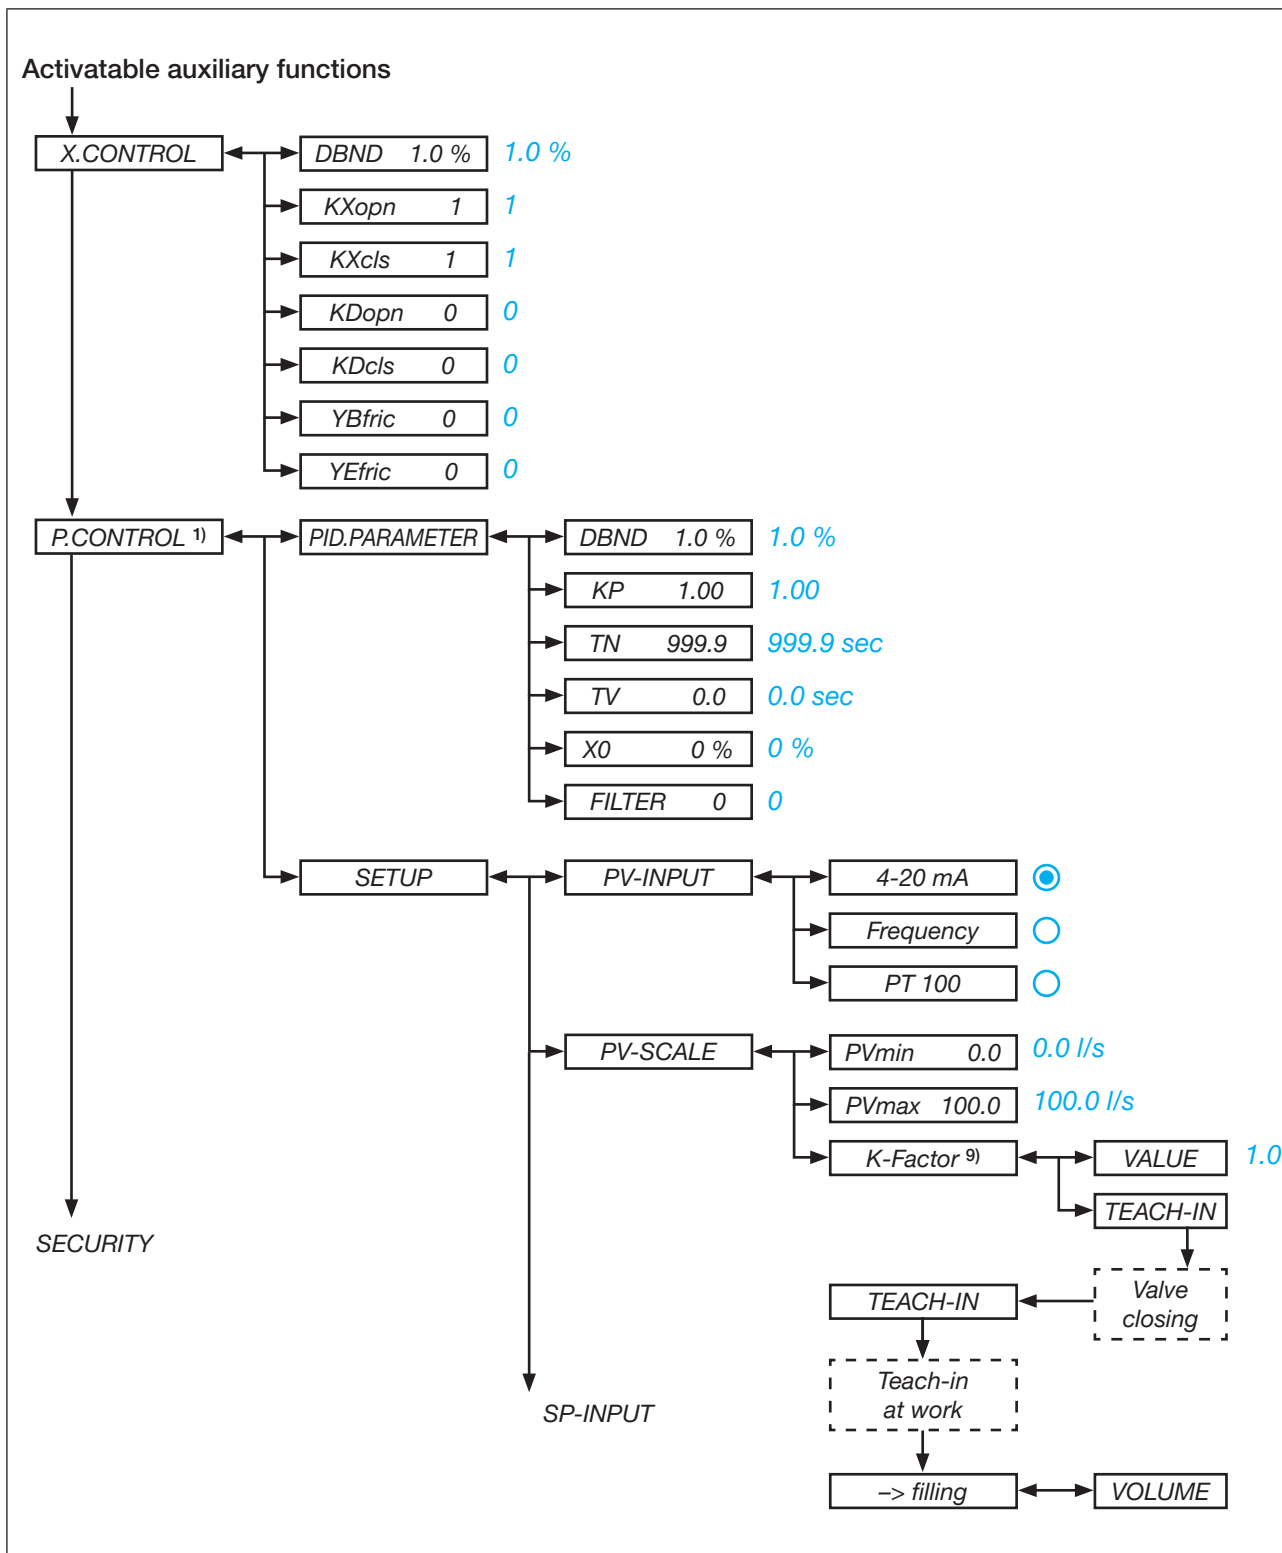 Activatable auxiliary functions
X.CONTROL
DBND 1.0 % 1.0 %
KXopn 1 1
KXcls 1 1
KDopn 0 0
KDcls 0 0
YBfric 0 0
YEfric 0 0
P.CONTROL 1)
PID.PARAMETER
DBND 1.0 % 1.0 %
KP 1.00 1.00
TN 999.9 999.9 sec
TV 0.0 0.0 sec
X0 0 % 0 %
FILTER 0 0
SETUP
PV-INPUT
4-20 mA
Frequency
PT 100
PV-SCALE
PVmin 0.0 0.0 l/s
PVmax 100.0 100.0 l/s
K-Factor 9)
VALUE 1.0
TEACH-IN
SECURITY
Valve
closing
TEACH-IN
Teach-in
at work
SP-INPUT
–> filling
VOLUME